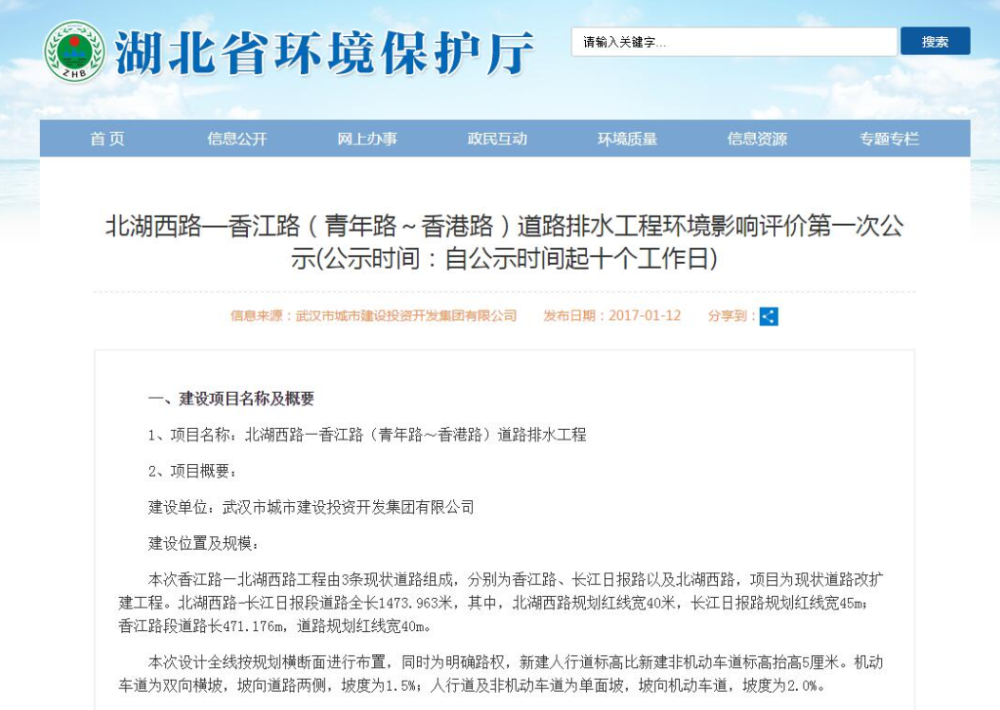 ZHB
湖北省环境保护厅
请输入关键字...
搜索
首页 信息公开 网上办事 政民互动 环境质量 信息资源 专题专栏
北湖西路—香江路（青年路～香港路）道路排水工程环境影响评价第一次公
示(公示时间：自公示时间起十个工作日)
信息来源：武汉市城市建设投资开发集团有限公司 发布日期：2017-01-12 分享到：
一、建设项目名称及概要
1、项目名称：北湖西路—香江路（青年路～香港路）道路排水工程
2、项目概要：
建设单位：武汉市城市建设投资开发集团有限公司
建设位置及规模：
本次香江路—北湖西路工程由3条现状道路组成，分别为香江路、长江日报路以及北湖西路，项目为现状道路改扩
建工程。北湖西路-长江日报段道路全长1473.963米，其中，北湖西路规划红线宽40米，长江日报路规划红线宽45m；
香江路段道路长471.176m，道路规划红线宽40m。
本次设计全线按规划横断面进行布置，同时为明确路权，新建人行道标高比新建非机动车道标高抬高5厘米。机动
车道为双向横坡，坡向道路两侧，坡度为1.5%；人行道及非机动车道为单面坡，坡向机动车道，坡度为2.0%。